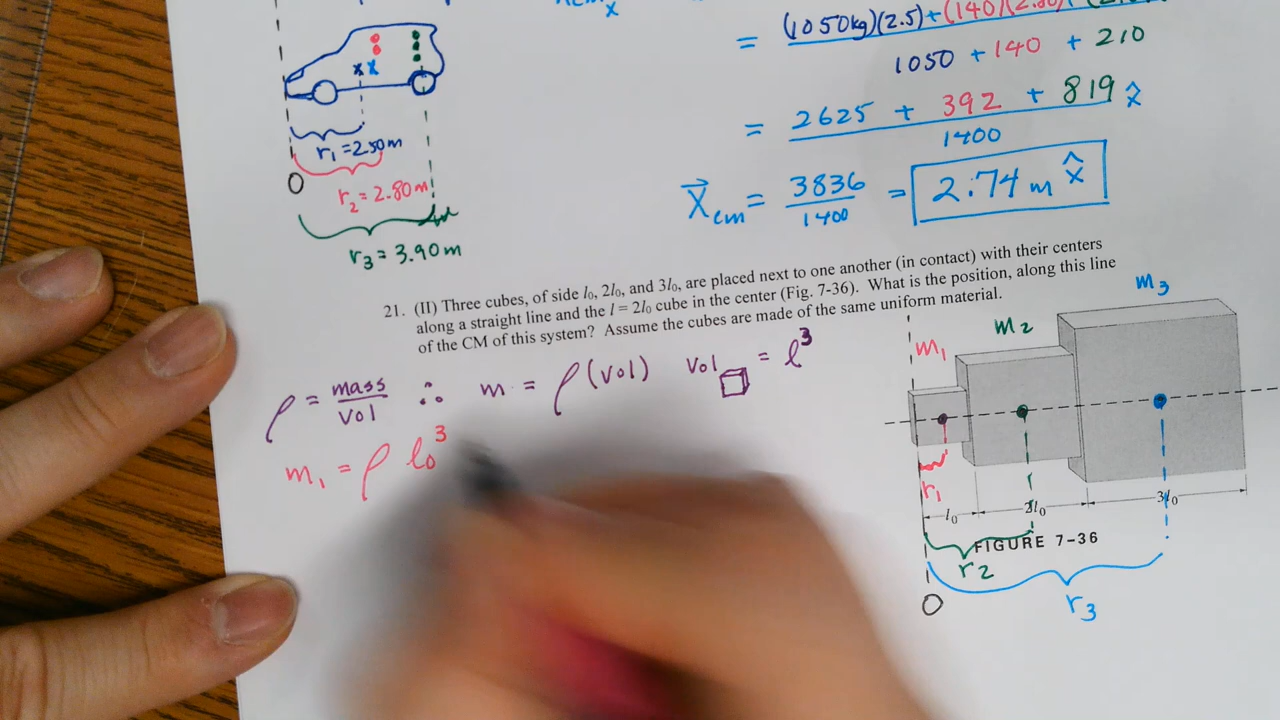 = (1050kg)(2.5)+(140)(2.80)+
1050 + 140 + 210
= 2625 + 392 + 819 x̂
1400
X⃗cm = 3836 = 2.74 m x̂
1400
x x
r₁=2.50m
O
r₂=2.80m
r₃=3.90m
21. (II) Three cubes, of side l₀, 2l₀, and 3l₀, are placed next to one another (in contact) with their centers
along a straight line and the l = 2l₀ cube in the center (Fig. 7-36). What is the position, along this line
of the CM of this system? Assume the cubes are made of the same uniform material.
ρ = mass ∴ m = ρ(vol) vol = l³
vol
m₁ = ρ l₀³
m₃
m₂
m₁
r₁
l₀ 2l₀ 3l₀
FIGURE 7-36
r₂
O r₃